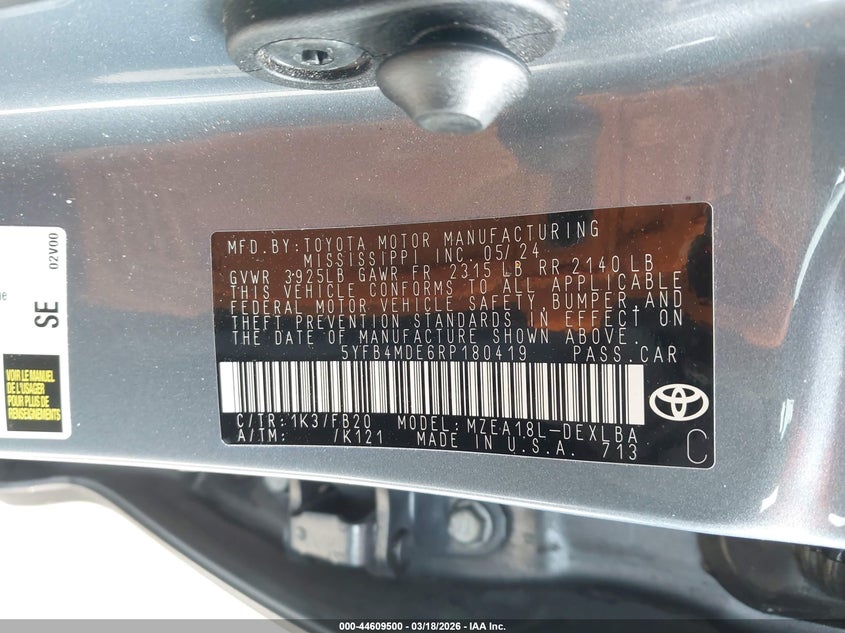 MFD. BY: TOYOTA MOTOR MANUFACTURING
MISSISSIPPI INC. 05/24
GVWR 3925LB GAWR FR 2315 LB RR 2140 LB
THIS VEHICLE CONFORMS TO ALL APPLICABLE
FEDERAL MOTOR VEHICLE SAFETY, BUMPER AND
THEFT PREVENTION STANDARDS IN EFFECT ON
THE DATE OF MANUFACTURE SHOWN ABOVE.
5YFB4MDE6RP180419 PASS. CAR
C/TR: 1K3/FB20 MODEL: MZEA18L-DEXLBA
A/TM: /K121 MADE IN U.S.A. 713
C
02V00
SE
VOIR LE MANUEL
DE L'USAGER
POUR PLUS DE
RENSEIGNEMENTS
000-44609500 - 03/18/2026 - IAA Inc.